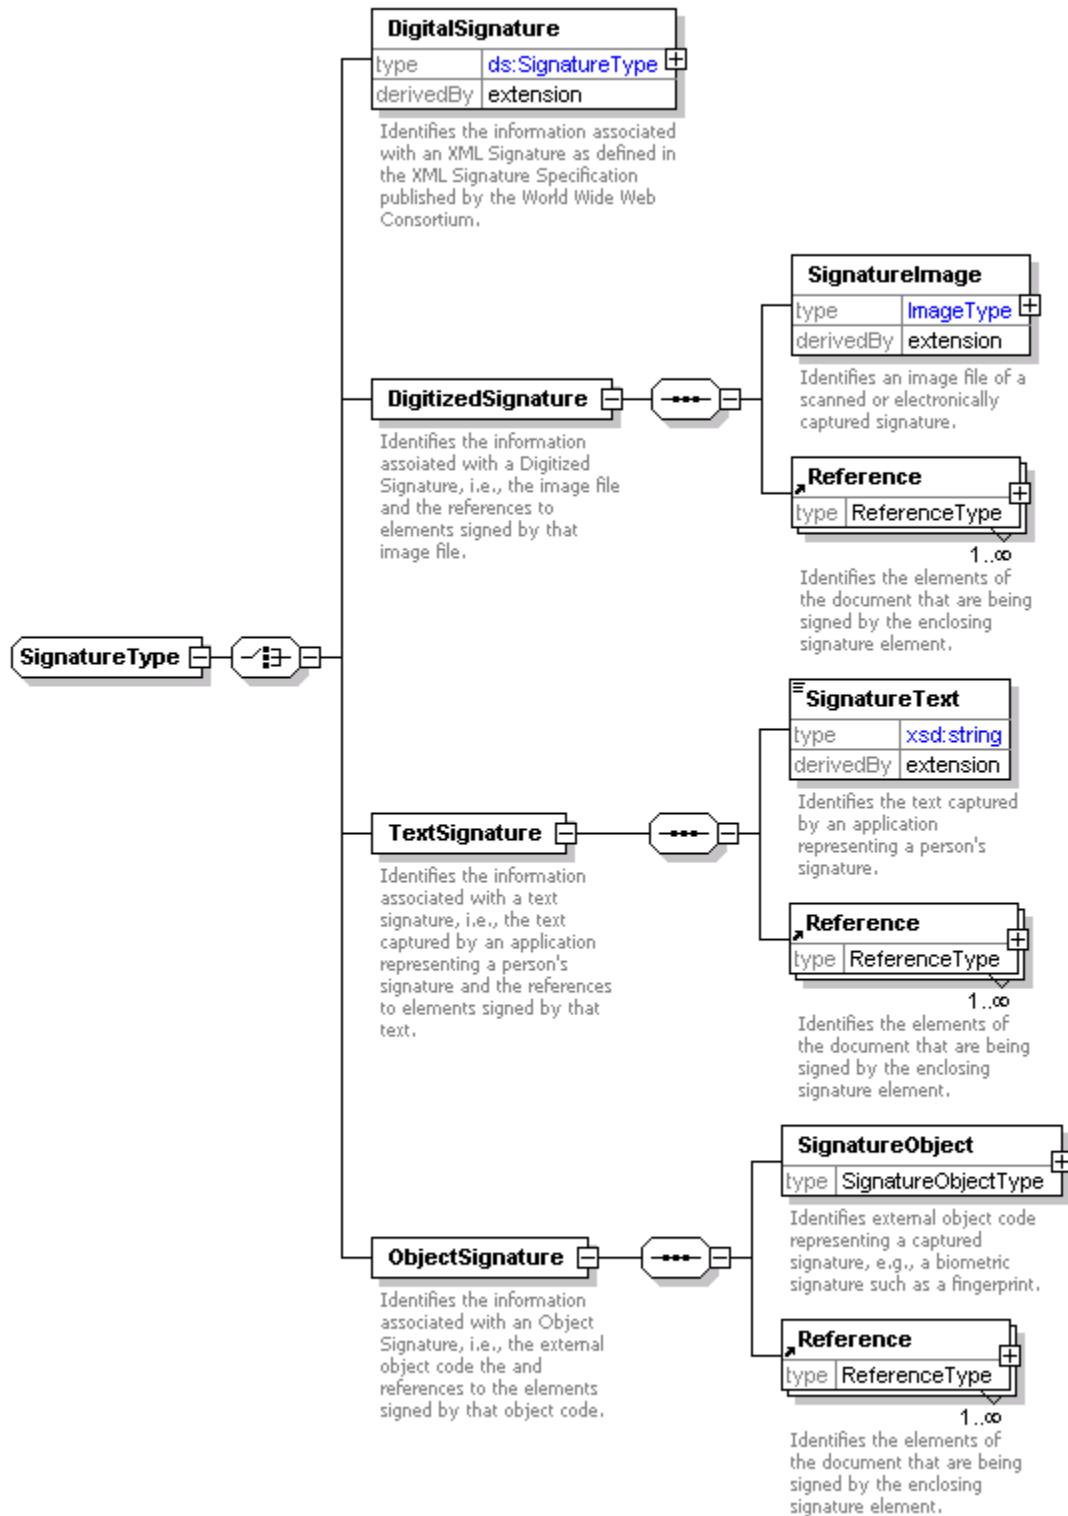 DigitalSignature
type ds:SignatureType
derivedBy extension
Identifies the information associated
with an XML Signature as defined in
the XML Signature Specification
published by the World Wide Web
Consortium.
SignatureImage
type ImageType
derivedBy extension
Identifies an image file of a
scanned or electronically
captured signature.
DigitizedSignature
Identifies the information
assoiated with a Digitized
Signature, i.e., the image file
and the references to
elements signed by that
image file.
Reference
type ReferenceType
1..∞
Identifies the elements of
the document that are being
signed by the enclosing
signature element.
SignatureType
SignatureText
type xsd:string
derivedBy extension
Identifies the text captured
by an application
representing a person's
signature.
TextSignature
Identifies the information
associated with a text
signature, i.e., the text
captured by an application
representing a person's
signature and the references
to elements signed by that
text.
Reference
type ReferenceType
1..∞
Identifies the elements of
the document that are being
signed by the enclosing
signature element.
SignatureObject
type SignatureObjectType
Identifies external object code
representing a captured
signature, e.g., a biometric
signature such as a fingerprint.
ObjectSignature
Identifies the information
associated with an Object
Signature, i.e., the external
object code the and
references to the elements
signed by that object code.
Reference
type ReferenceType
1..∞
Identifies the elements of
the document that are being
signed by the enclosing
signature element.